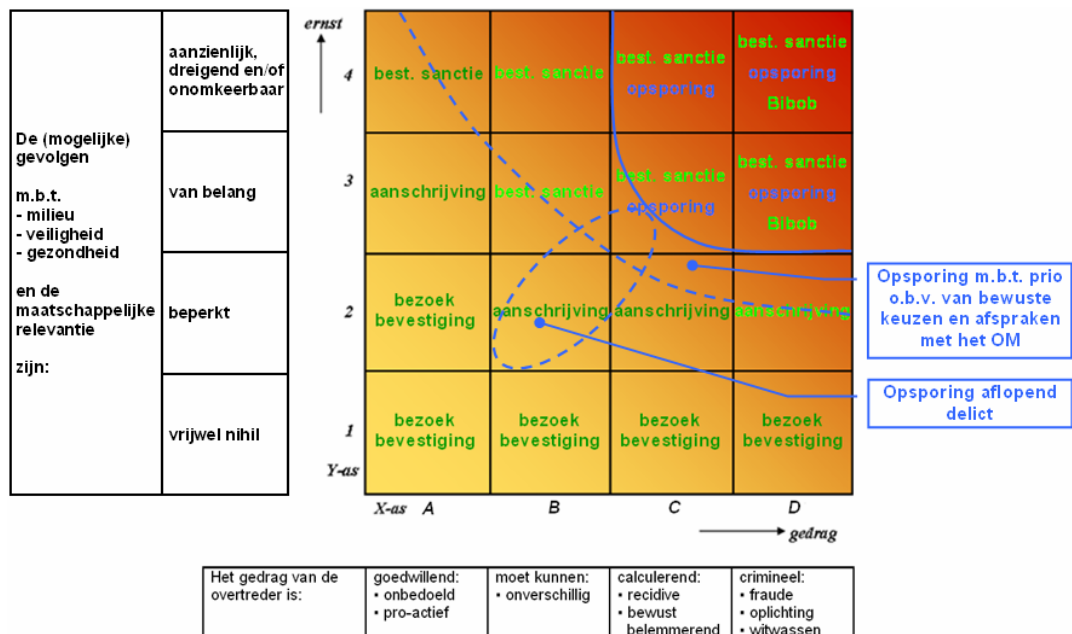 De (mogelijke)
gevolgen
m.b.t.
- milieu
- veiligheid
- gezondheid
en de
maatschappelijke
relevantie
zijn:
aanzienlijk,
dreigend en/of
onomkeerbaar
van belang
beperkt
vrijwel nihil
ernst
4
best. sanctie
best. sanctie
best. sanctie
opsporing
best. sanctie
opsporing
Bibob
3
aanschrijving
best. sanctie
best. sanctie
opsporing
best. sanctie
opsporing
Bibob
2
bezoek
bevestiging
aanschrijving
aanschrijving
aanschrijving
1
bezoek
bevestiging
bezoek
bevestiging
bezoek
bevestiging
bezoek
bevestiging
Y-as
X-as A B C D
gedrag
Opsporing m.b.t. prio
o.b.v. van bewuste
keuzen en afspraken
met het OM
Opsporing aflopend
delict
Het gedrag van de
overtreder is:
goedwillend:
▪ onbedoeld
▪ pro-actief
moet kunnen:
▪ onverschillig
calculerend:
▪ recidive
▪ bewust
belemmerend
crimineel:
▪ fraude
▪ oplichting
▪ witwassen